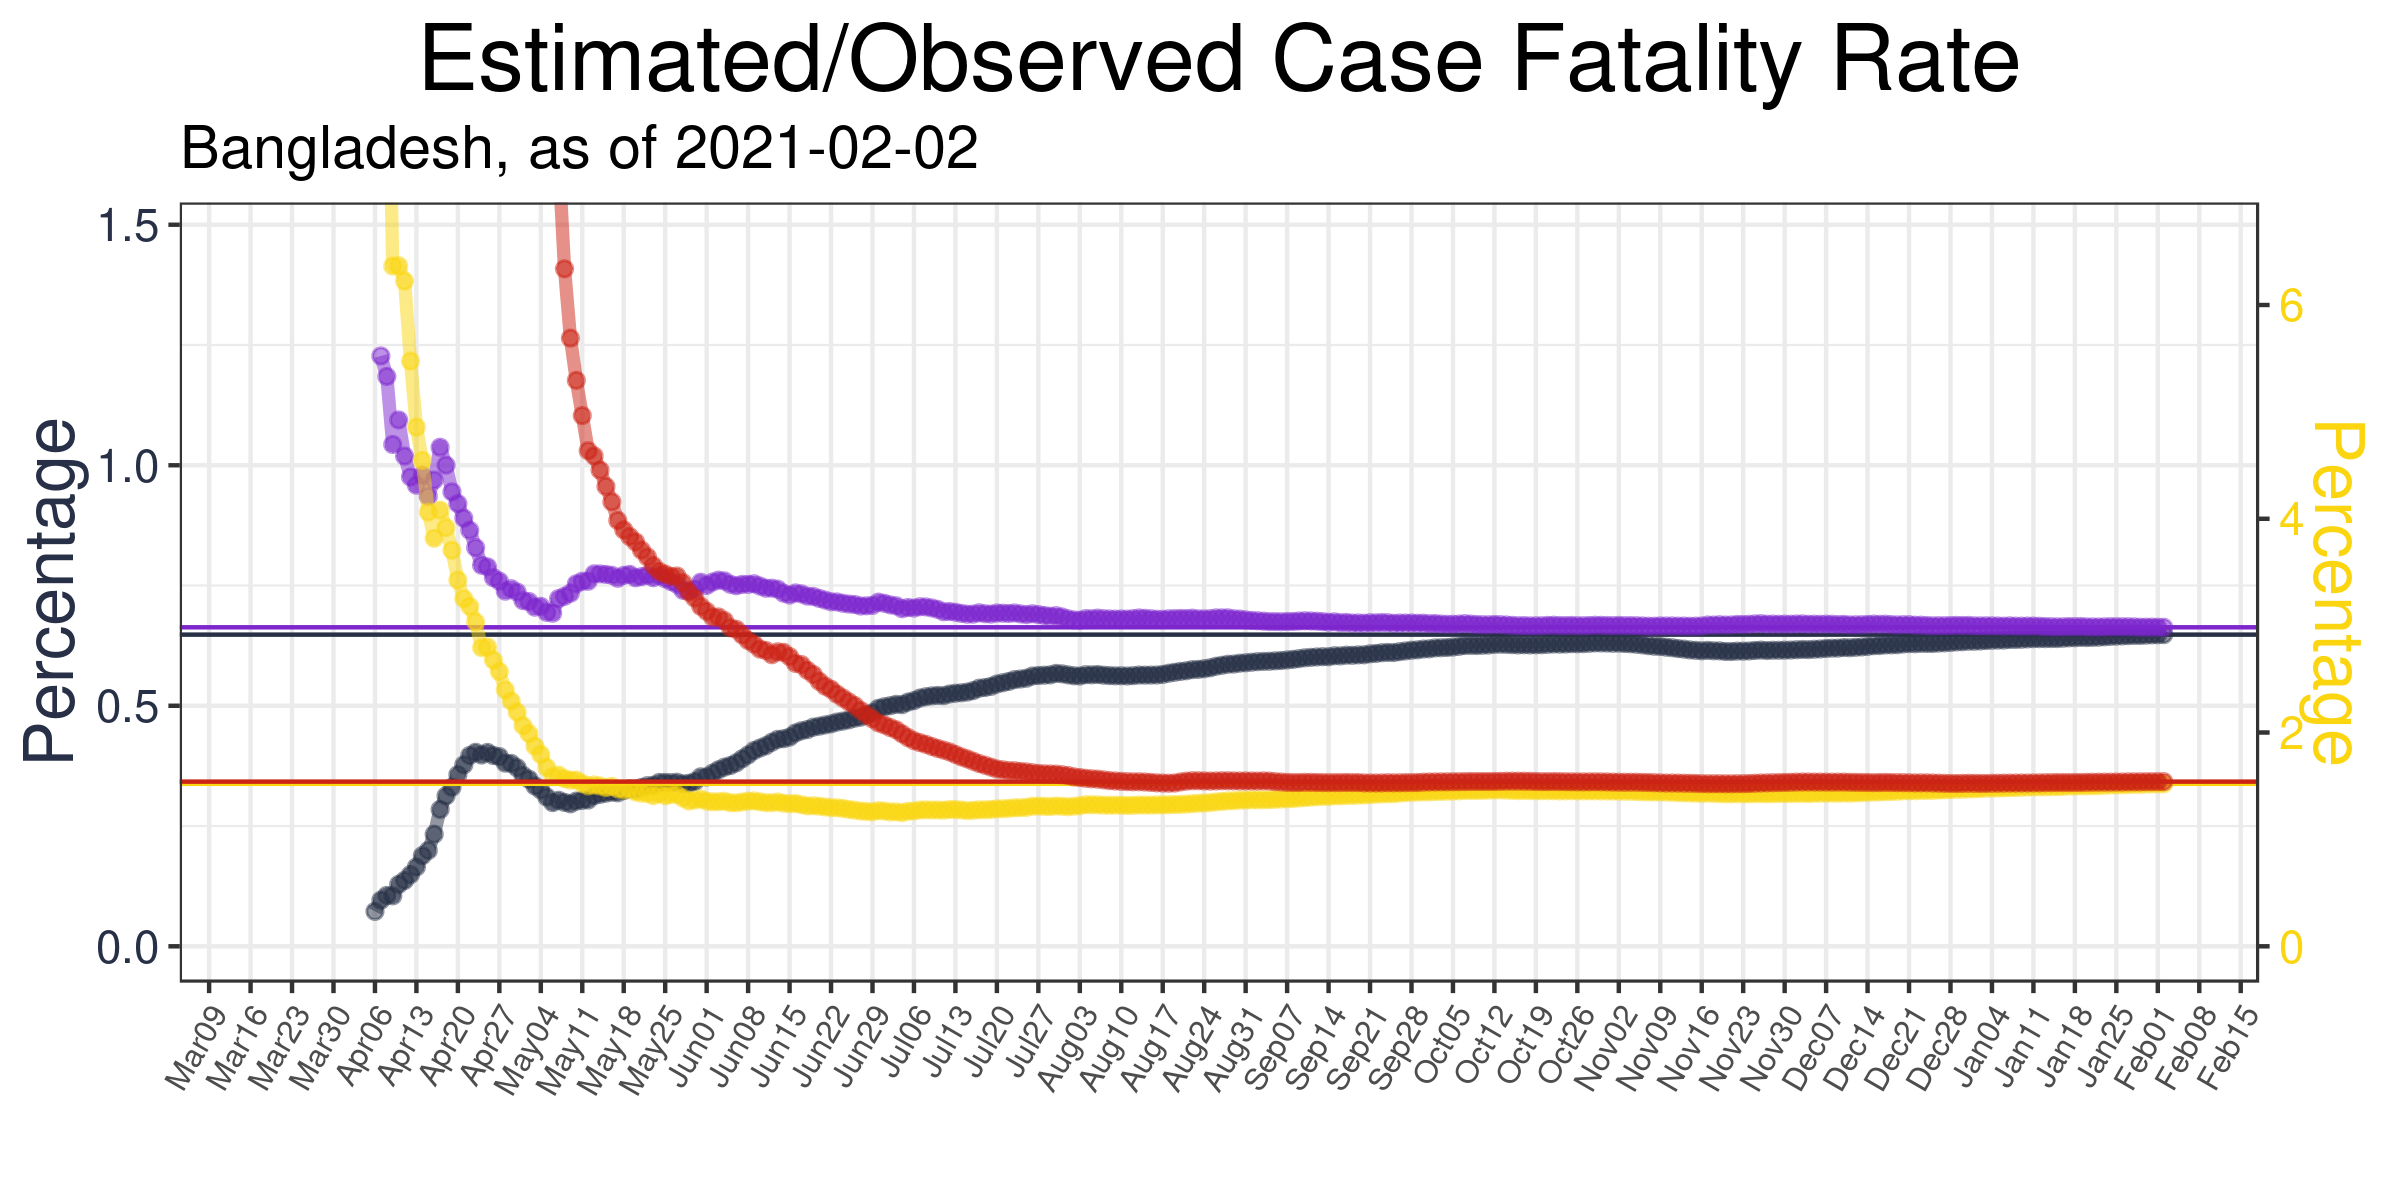 Estimated/Observed Case Fatality Rate
Bangladesh, as of 2021-02-02
Percentage
1.5
1.0
0.5
0.0
6
4
2
0
Percentage
Mar09 Mar16 Mar23 Mar30 Apr06 Apr13 Apr20 Apr27 May04 May11 May18 May25 Jun01 Jun08 Jun15 Jun22 Jun29 Jul06 Jul13 Jul20 Jul27 Aug03 Aug10 Aug17 Aug24 Aug31 Sep07 Sep14 Sep21 Sep28 Oct05 Oct12 Oct19 Oct26 Nov02 Nov09 Nov16 Nov23 Nov30 Dec07 Dec14 Dec21 Dec28 Jan04 Jan11 Jan18 Jan25 Feb01 Feb08 Feb15